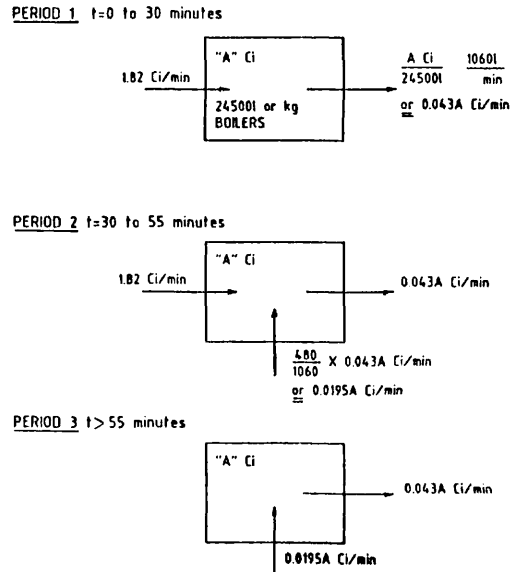 PERIOD 1 t=0 to 30 minutes
"A" Ci
1.82 Ci/min
24500l or kg
BOILERS
A Ci 1060l
24500l min
or 0.043A Ci/min
PERIOD 2 t=30 to 55 minutes
"A" Ci
1.82 Ci/min
0.043A Ci/min
480
1060 X 0.043A Ci/min
or 0.0195A Ci/min
PERIOD 3 t> 55 minutes
"A" Ci
0.043A Ci/min
0.0195A Ci/min